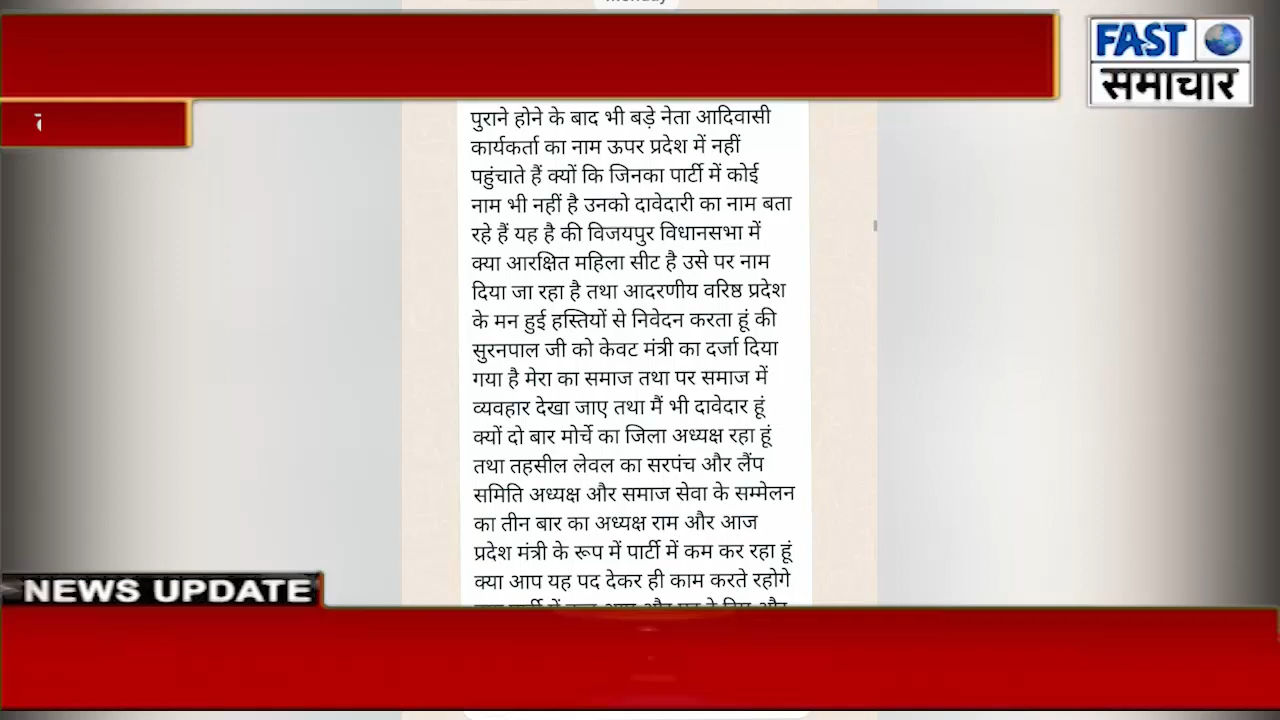 Monday
FAST
समाचार
पुराने होने के बाद भी बड़े नेता आदिवासी
कार्यकर्ता का नाम ऊपर प्रदेश में नहीं
पहुंचाते हैं क्यों कि जिनका पार्टी में कोई
नाम भी नहीं है उनको दावेदारी का नाम बता
रहे हैं यह है की विजयपुर विधानसभा में
क्या आरक्षित महिला सीट है उसे पर नाम
दिया जा रहा है तथा आदरणीय वरिष्ठ प्रदेश
के मन हुई हस्तियों से निवेदन करता हूं की
सुरनपाल जी को केवट मंत्री का दर्जा दिया
गया है मेरा का समाज तथा पर समाज में
व्यवहार देखा जाए तथा मैं भी दावेदार हूं
क्यों दो बार मोर्चे का जिला अध्यक्ष रहा हूं
तथा तहसील लेवल का सरपंच और लैंप
समिति अध्यक्ष और समाज सेवा के सम्मेलन
का तीन बार का अध्यक्ष राम और आज
प्रदेश मंत्री के रूप में पार्टी में कम कर रहा हूं
क्या आप यह पद देकर ही काम करते रहोगे
NEWS UPDATE